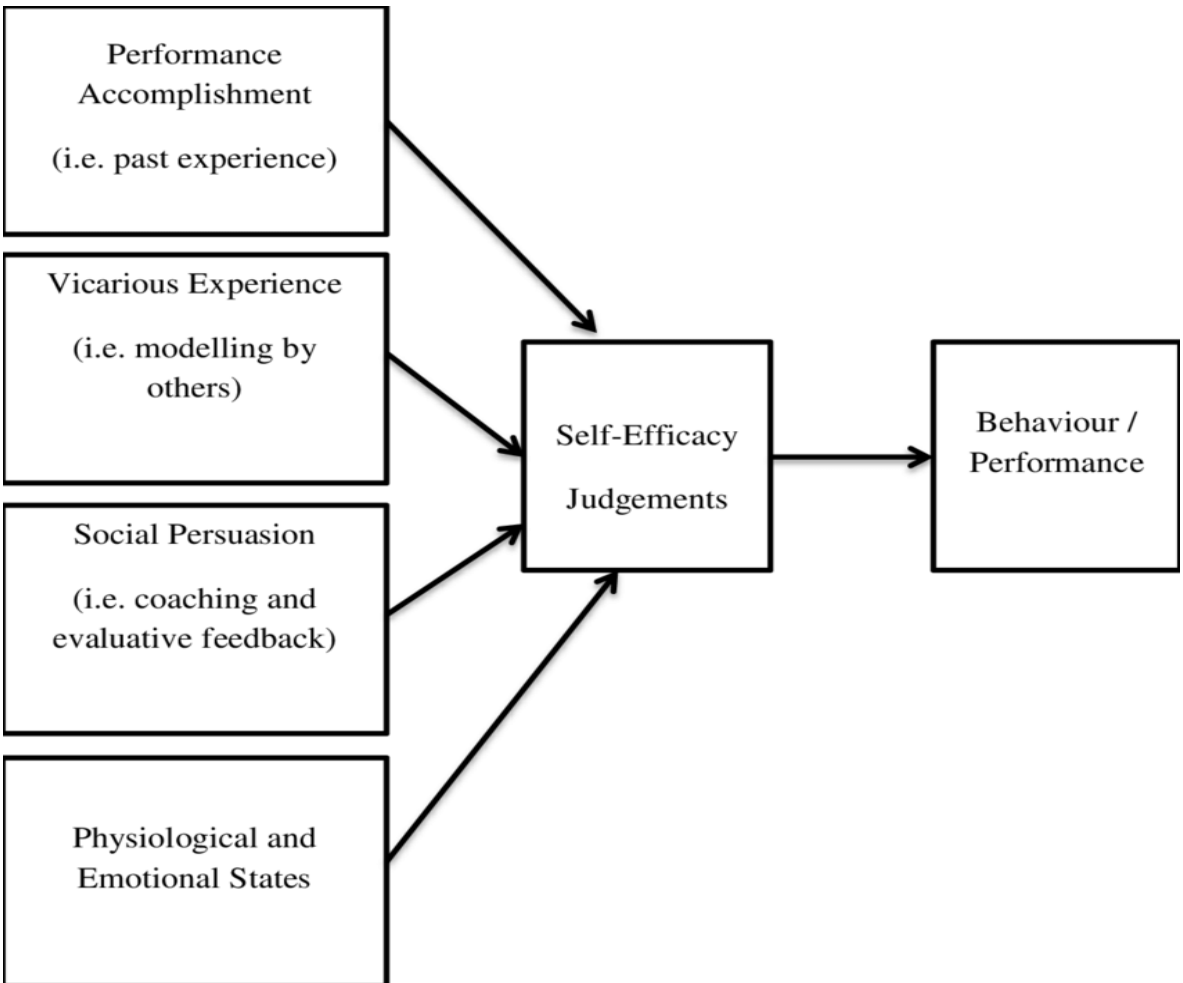 Performance
Accomplishment
(i.e. past experience)
Vicarious Experience
(i.e. modelling by
others)
Social Persuasion
(i.e. coaching and
evaluative feedback)
Physiological and
Emotional States
Self-Efficacy
Judgements
Behaviour /
Performance